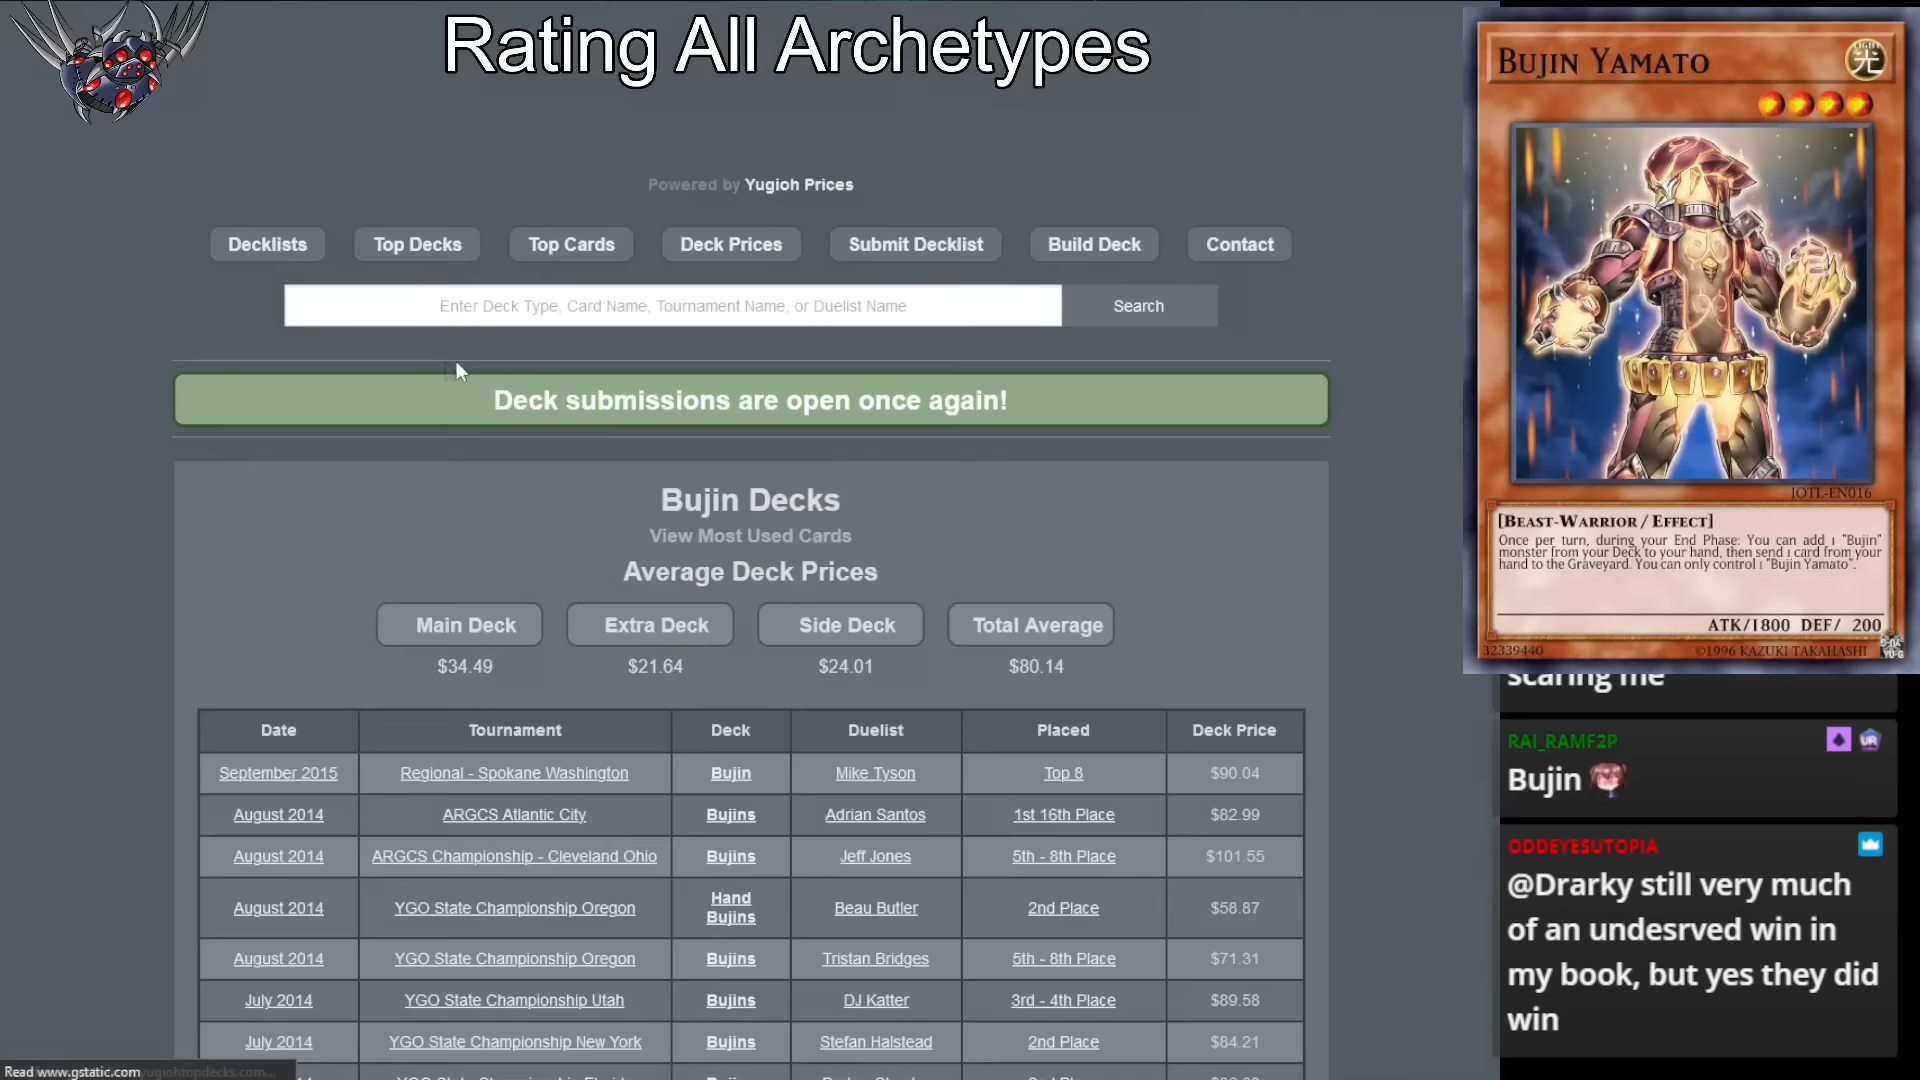 Rating All Archetypes
Powered by Yugioh Prices
Decklists Top Decks Top Cards Deck Prices Submit Decklist Build Deck Contact
Enter Deck Type, Card Name, Tournament Name, or Duelist Name Search
Deck submissions are open once again!
Bujin Decks
View Most Used Cards
Average Deck Prices
Main Deck Extra Deck Side Deck Total Average
$34.49 $21.64 $24.01 $80.14
Date Tournament Deck Duelist Placed Deck Price
September 2015 Regional - Spokane Washington Bujin Mike Tyson Top 8 $90.04
August 2014 ARGCS Atlantic City Bujins Adrian Santos 1st 16th Place $82.99
August 2014 ARGCS Championship - Cleveland Ohio Bujins Jeff Jones 5th - 8th Place $101.55
August 2014 YGO State Championship Oregon Hand Bujins Beau Butler 2nd Place $58.87
August 2014 YGO State Championship Oregon Bujins Tristan Bridges 5th - 8th Place $71.31
July 2014 YGO State Championship Utah Bujins DJ Katter 3rd - 4th Place $89.58
July 2014 YGO State Championship New York Bujins Stefan Halstead 2nd Place $84.21
Read www.gstatic.com
BUJIN YAMATO
LIGHT
光
JOTL-EN016
[BEAST-WARRIOR / EFFECT]
Once per turn, during your End Phase: You can add 1 "Bujin"
monster from your Deck to your hand, then send 1 card from your
hand to the Graveyard. You can only control 1 "Bujin Yamato".
ATK/1800 DEF/ 200
32339440 ©1996 KAZUKI TAKAHASHI
scaring me
RAI_RAMF2P
Bujin
ODDEYESUTOPIA
@Drarky still very much
of an undesrved win in
my book, but yes they did
win